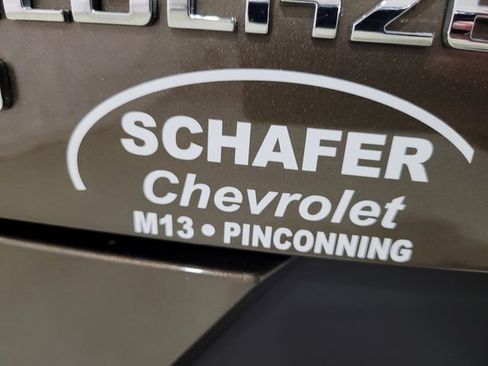 SCHAFER
Chevrolet
M13 • PINCONNING